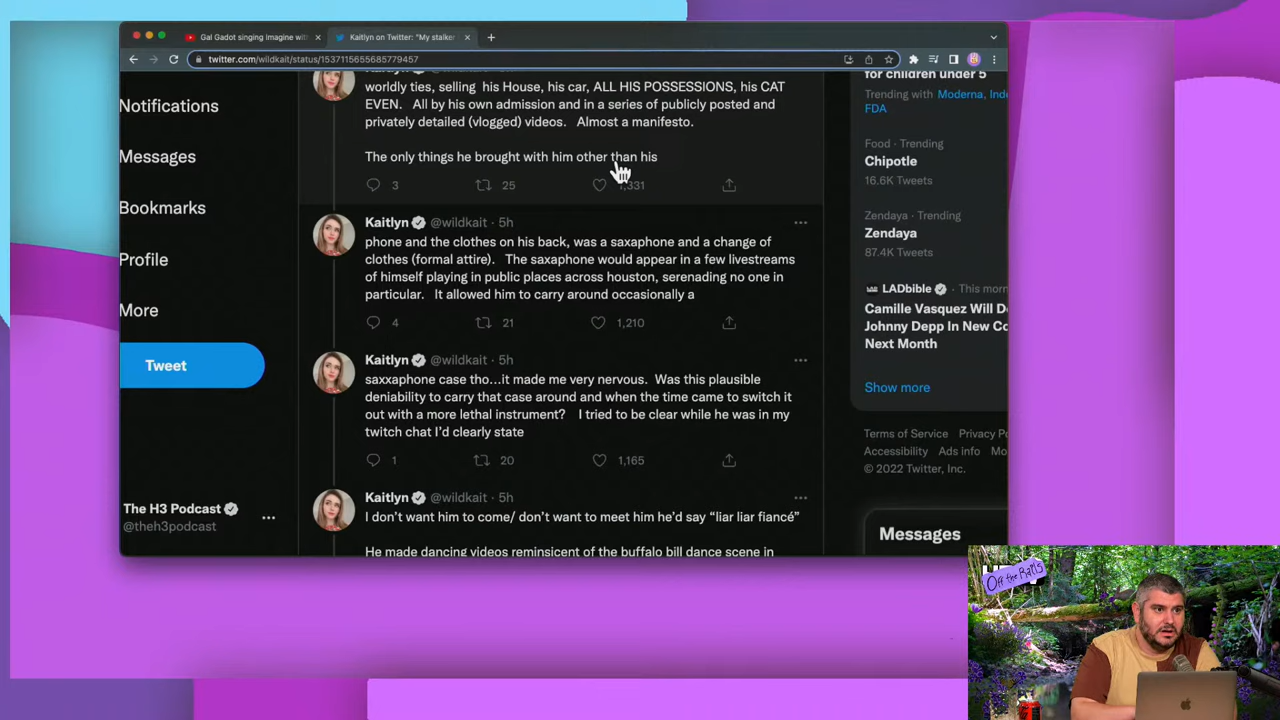 Gal Gadot singing Imagine wit
Kaitlyn on Twitter: "My stalker
twitter.com/wildkait/status/1537115655685779457
Notifications
Messages
Bookmarks
Profile
More
Tweet
The H3 Podcast
@theh3podcast
worldly ties, selling his House, his car, ALL HIS POSSESSIONS, his CAT
EVEN. All by his own admission and in a series of publicly posted and
privately detailed (vlogged) videos. Almost a manifesto.
The only things he brought with him other than his
3 25 1,331
Kaitlyn @wildkait · 5h
phone and the clothes on his back, was a saxaphone and a change of
clothes (formal attire). The saxaphone would appear in a few livestreams
of himself playing in public places across houston, serenading no one in
particular. It allowed him to carry around occasionally a
4 21 1,210
Kaitlyn @wildkait · 5h
saxxaphone case tho...it made me very nervous. Was this plausible
deniability to carry that case around and when the time came to switch it
out with a more lethal instrument? I tried to be clear while he was in my
twitch chat I'd clearly state
1 20 1,165
Kaitlyn @wildkait · 5h
I don't want him to come/ don't want to meet him he'd say "liar liar fiancé"
He made dancing videos reminsicent of the buffalo bill dance scene in
for children under 5
Trending with Moderna, Inde
FDA
Food · Trending
Chipotle
16.6K Tweets
Zendaya · Trending
Zendaya
87.4K Tweets
LADbible · This morn
Camille Vasquez Will De
Johnny Depp In New Co
Next Month
Show more
Terms of Service Privacy Po
Accessibility Ads info Mo
© 2022 Twitter, Inc.
Messages
Off the Rails